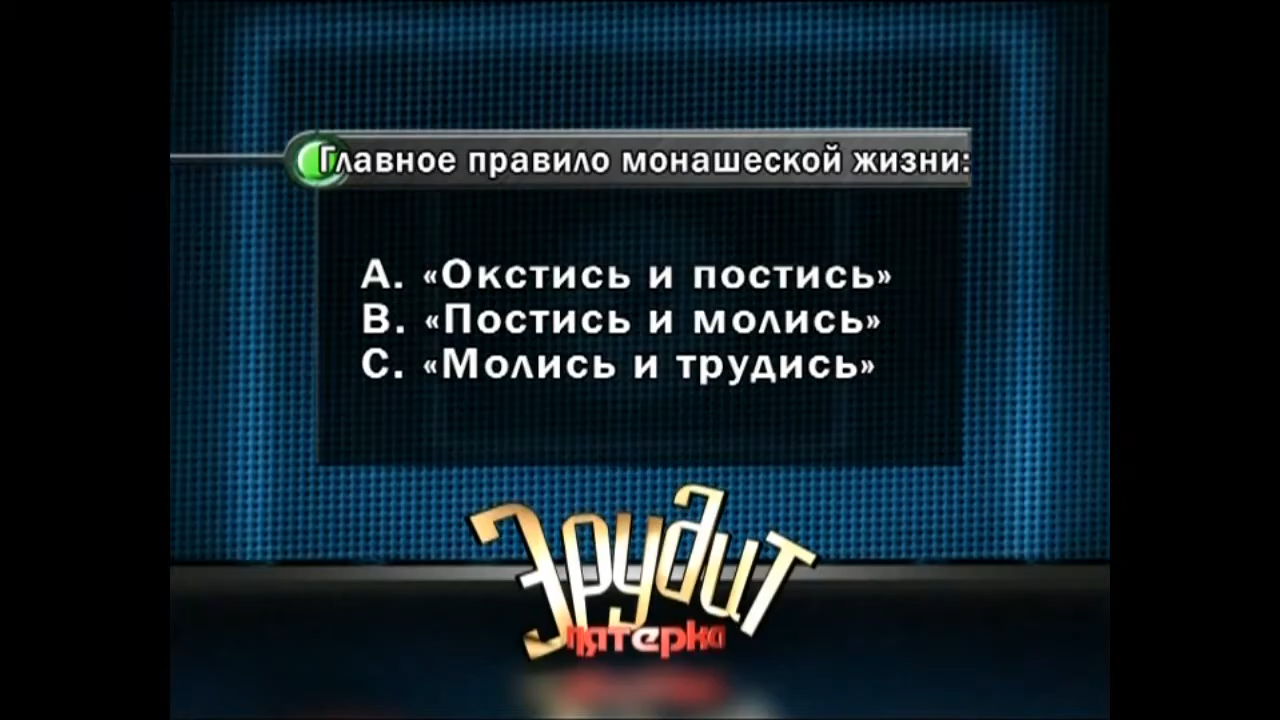 Главное правило монашеской жизни:
А. «Окстись и постись»
В. «Постись и молись»
С. «Молись и трудись»
Эрудит
пятерка